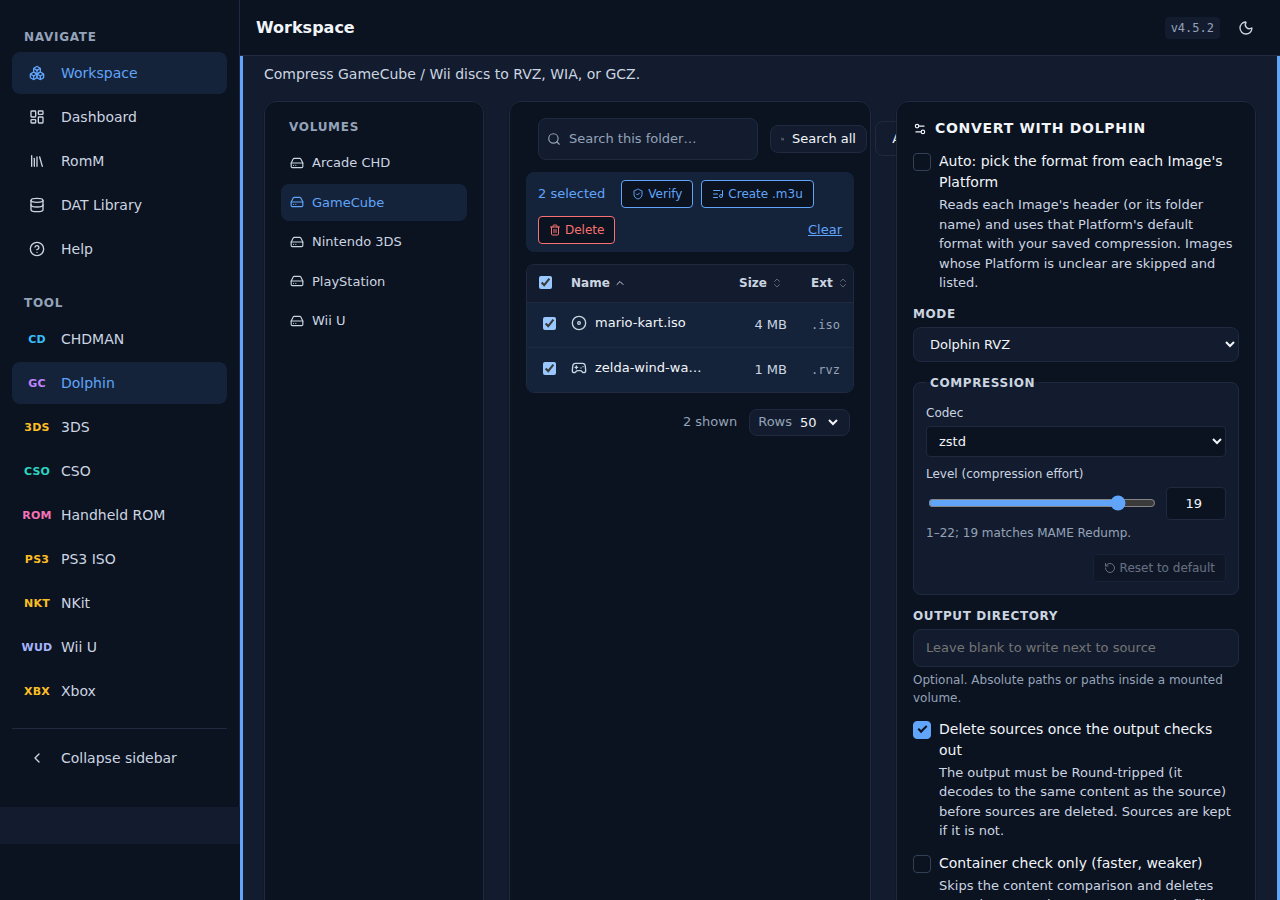 NAVIGATE
Workspace
Dashboard
RomM
DAT Library
Help
TOOL
CD CHDMAN
GC Dolphin
3DS 3DS
CSO CSO
ROM Handheld ROM
PS3 PS3 ISO
NKT NKit
WUD Wii U
XBX Xbox
Collapse sidebar
Workspace
v4.5.2
Compress GameCube / Wii discs to RVZ, WIA, or GCZ.
VOLUMES
Arcade CHD
GameCube
Nintendo 3DS
PlayStation
Wii U
Search this folder…
Search all
2 selected
Verify
Create .m3u
Delete
Clear
Name Size Ext
mario-kart.iso 4 MB .iso
zelda-wind-wa… 1 MB .rvz
2 shown Rows 50
CONVERT WITH DOLPHIN
Auto: pick the format from each Image's
Platform
Reads each Image's header (or its folder
name) and uses that Platform's default
format with your saved compression. Images
whose Platform is unclear are skipped and
listed.
MODE
Dolphin RVZ
COMPRESSION
Codec
zstd
Level (compression effort)
19
1–22; 19 matches MAME Redump.
Reset to default
OUTPUT DIRECTORY
Leave blank to write next to source
Optional. Absolute paths or paths inside a mounted
volume.
Delete sources once the output checks
out
The output must be Round-tripped (it
decodes to the same content as the source)
before sources are deleted. Sources are kept
if it is not.
Container check only (faster, weaker)
Skips the content comparison and deletes